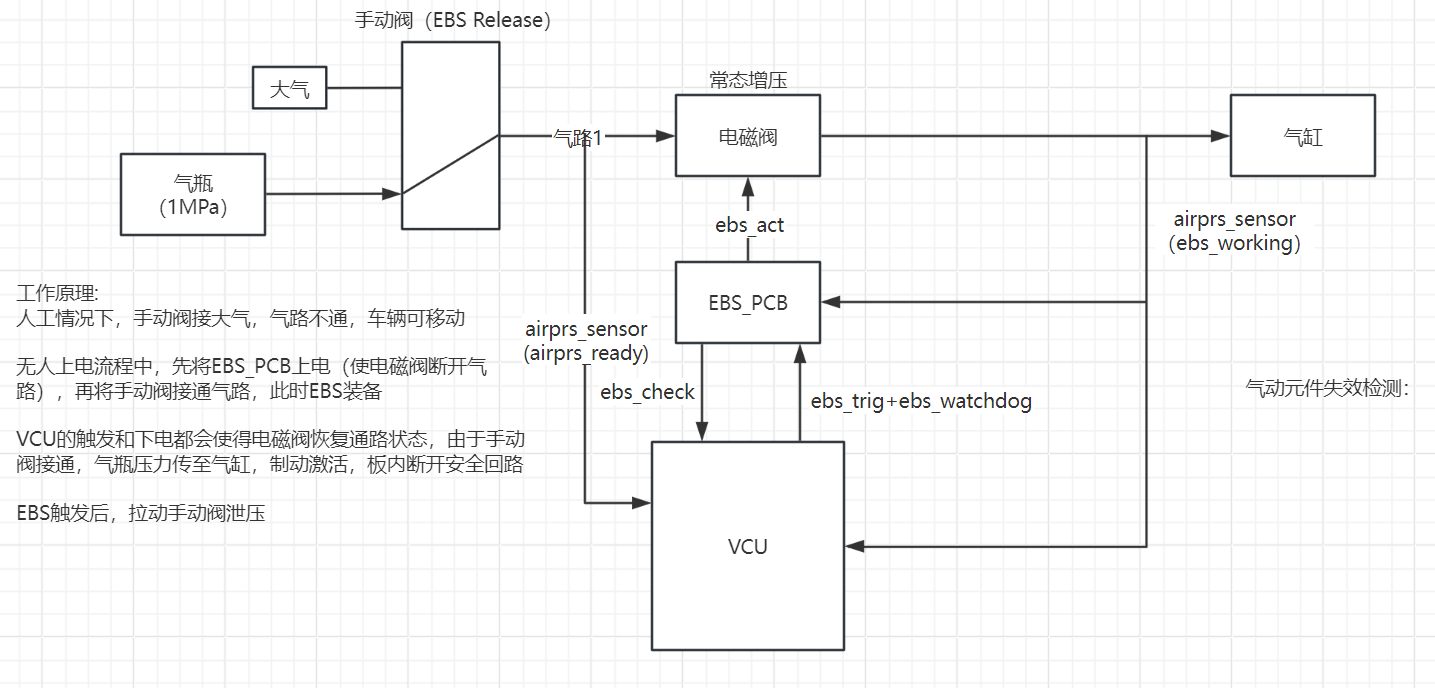 手动阀（EBS Release）
大气
常态增压
气路1
电磁阀
气缸
气瓶
（1MPa）
ebs_act
airprs_sensor
（ebs_working）
工作原理:
人工情况下，手动阀接大气，气路不通，车辆可移动
EBS_PCB
airprs_sensor
(airprs_ready)
无人上电流程中，先将EBS_PCB上电（使电磁阀断开气
路），再将手动阀接通气路，此时EBS装备
ebs_check
ebs_trig+ebs_watchdog
气动元件失效检测：
VCU的触发和下电都会使得电磁阀恢复通路状态，由于手动
阀接通，气瓶压力传至气缸，制动激活，板内断开安全回路
EBS触发后，拉动手动阀泄压
VCU